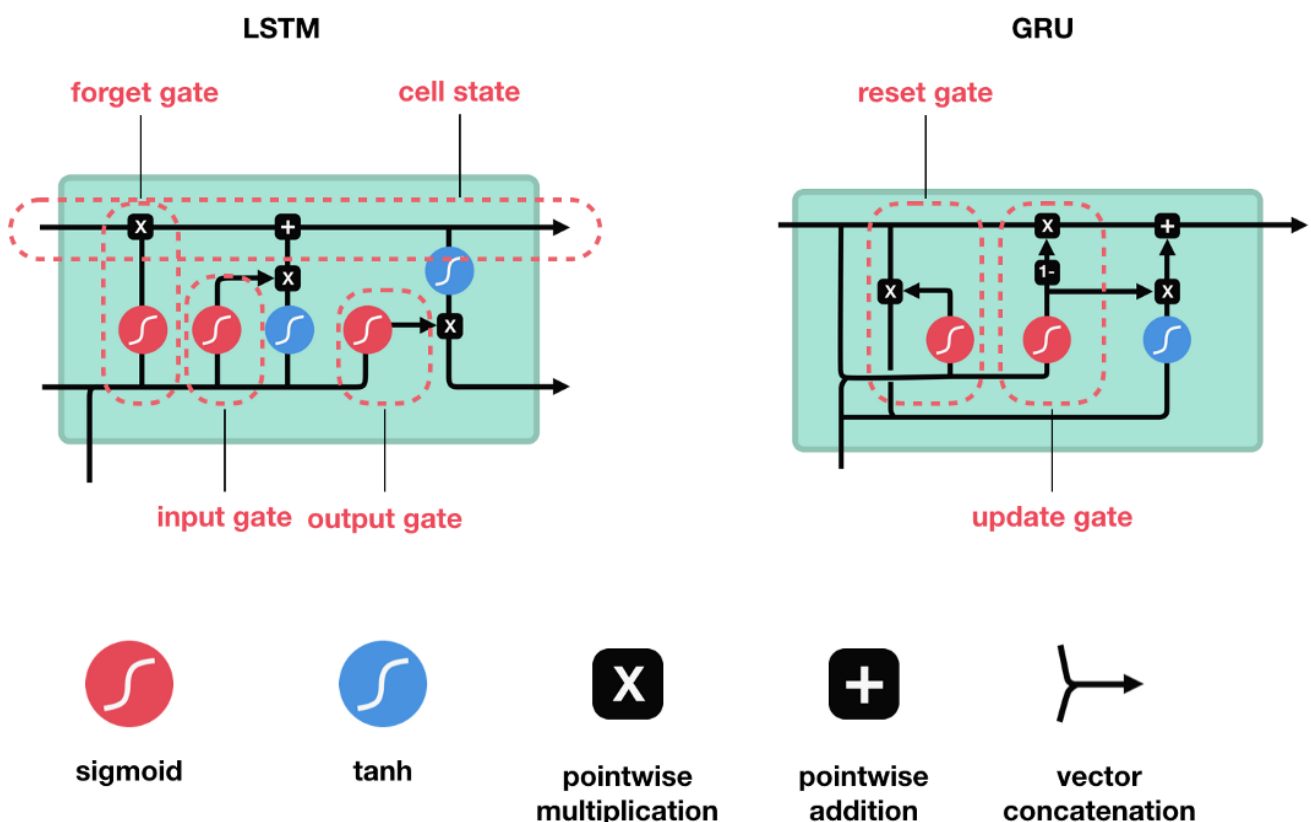 LSTM
GRU
forget gate
cell state
reset gate
X
+
X
+
X
1-
X
X
X
input gate
output gate
update gate
X
+
sigmoid
tanh
pointwise
multiplication
pointwise
addition
vector
concatenation